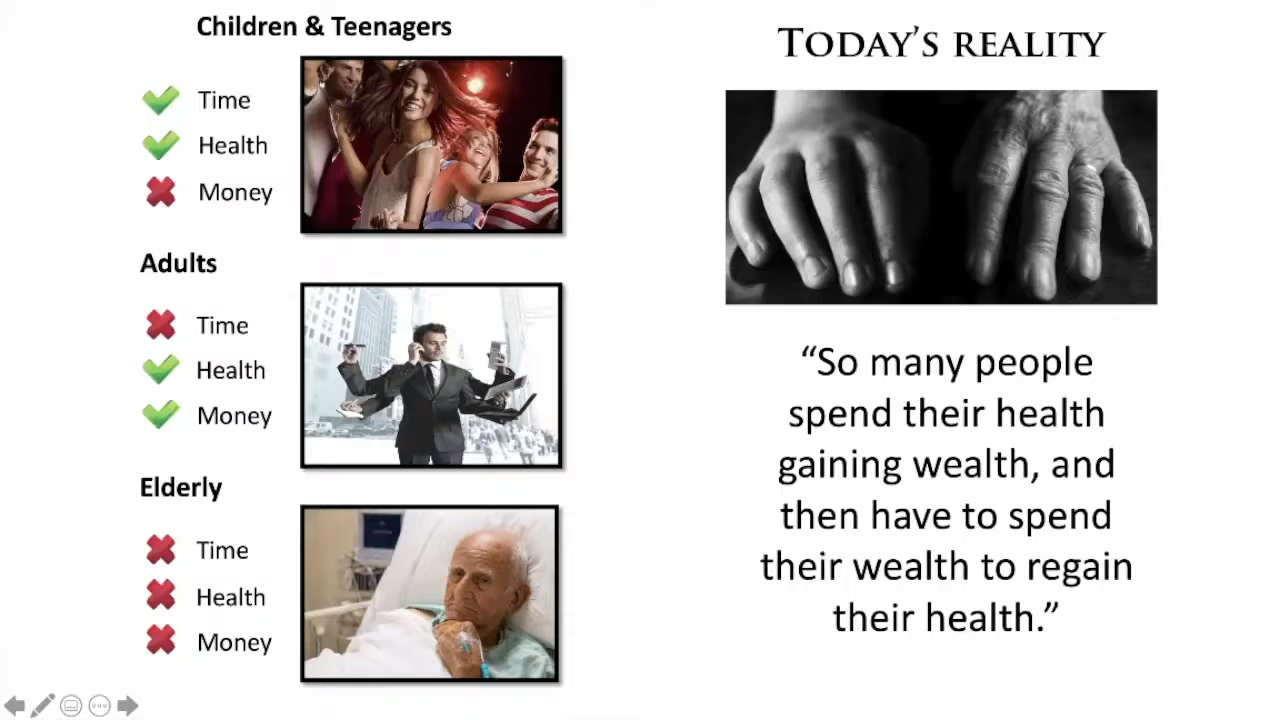 Children & Teenagers
Time
Health
Money
Adults
Time
Health
Money
Elderly
Time
Health
Money
TODAY'S REALITY
“So many people
spend their health
gaining wealth, and
then have to spend
their wealth to regain
their health.”